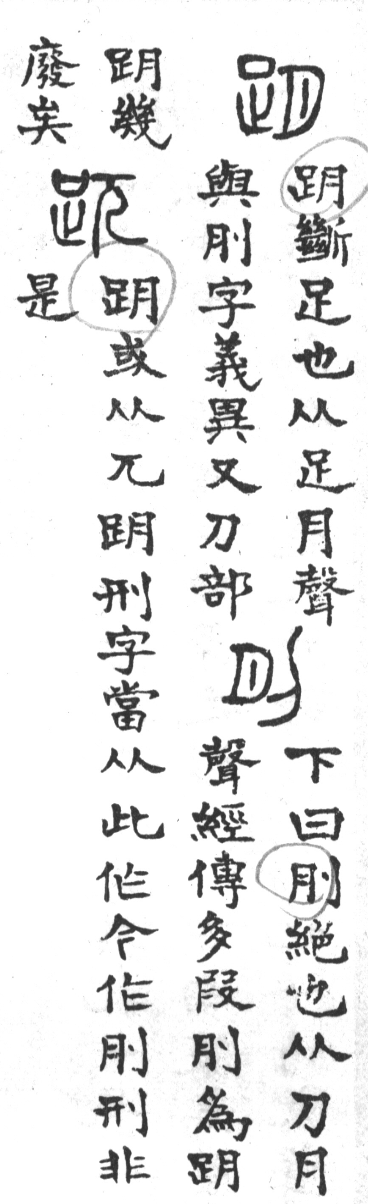 跀
跀斷足也从足月聲
與刖字義異又刀部
刖
下曰刖絕也从刀月
聲經傳多叚刖爲跀
跀幾
廢矣
𧿁
跀或从兀跀刑字當从此作今作刖刑非
是